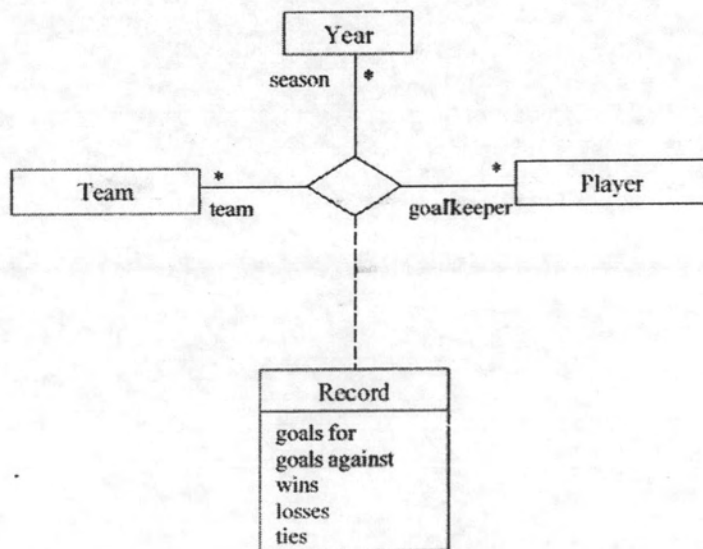 Year
season *
* *
Team Player
team goalkeeper
Record
goals for
goals against
wins
losses
ties